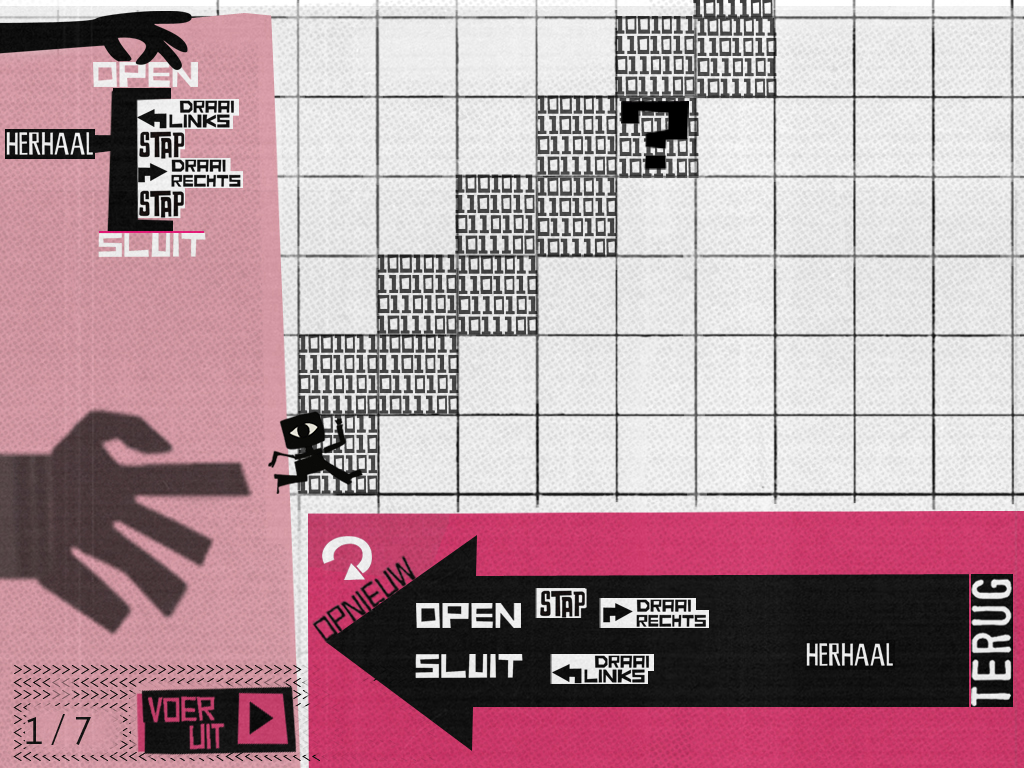 OPEN
DRAAI
LINKS
HERHAAL
STAP
DRAAI
RECHTS
STAP
SLUIT
?
OPNIEUW
OPEN STAP DRAAI
RECHTS
SLUIT DRAAI
LINKS
HERHAAL
TERUG
VOER
UIT
1/7